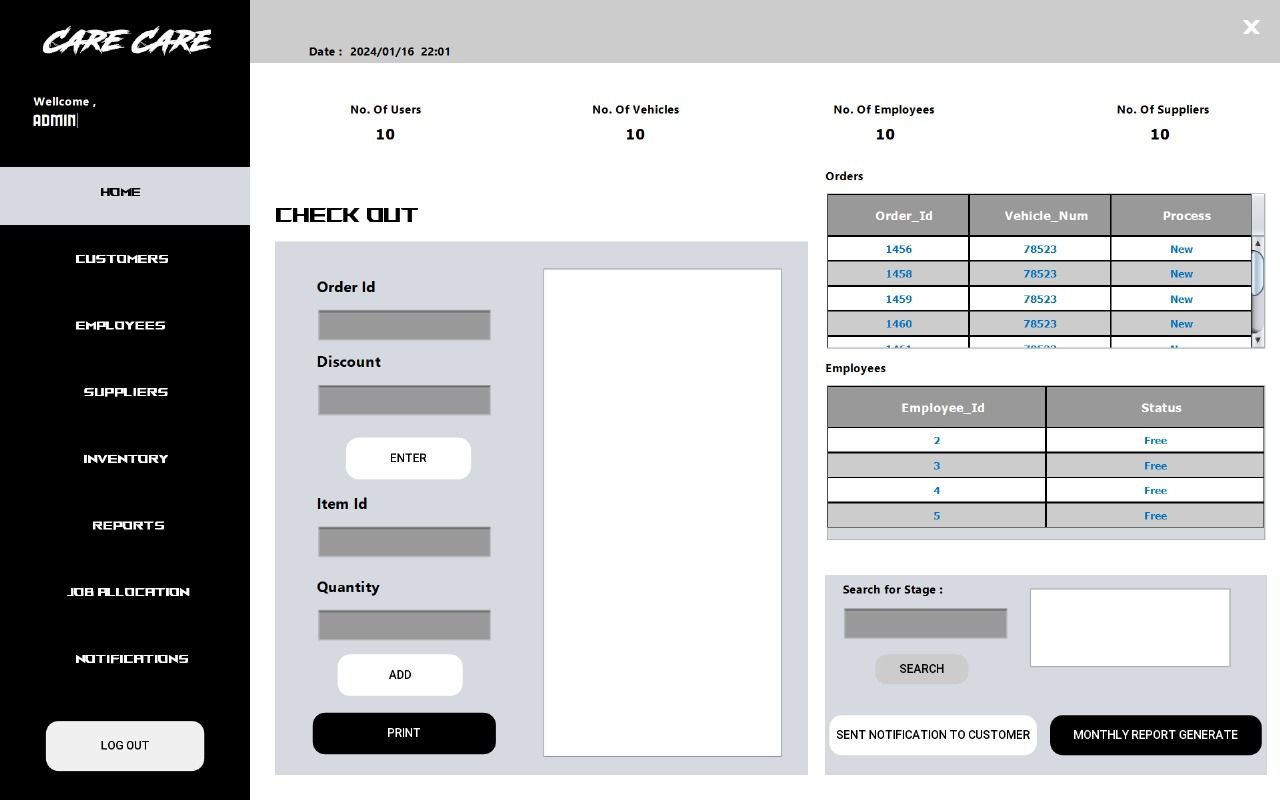 CARE CARE
Wellcome ,
ADMIN
HOME
CUSTOMERS
EMPLOYEES
SUPPLIERS
INVENTORY
REPORTS
JOB ALLOCATION
NOTIFICATIONS
LOG OUT
Date : 2024/01/16 22:01
X
No. Of Users
10
No. Of Vehicles
10
No. Of Employees
10
No. Of Suppliers
10
CHECK OUT
Order Id
Discount
ENTER
Item Id
Quantity
ADD
PRINT
Orders
Order_Id Vehicle_Num Process
1456 78523 New
1458 78523 New
1459 78523 New
1460 78523 New
Employees
Employee_Id Status
2 Free
3 Free
4 Free
5 Free
Search for Stage :
SEARCH
SENT NOTIFICATION TO CUSTOMER
MONTHLY REPORT GENERATE